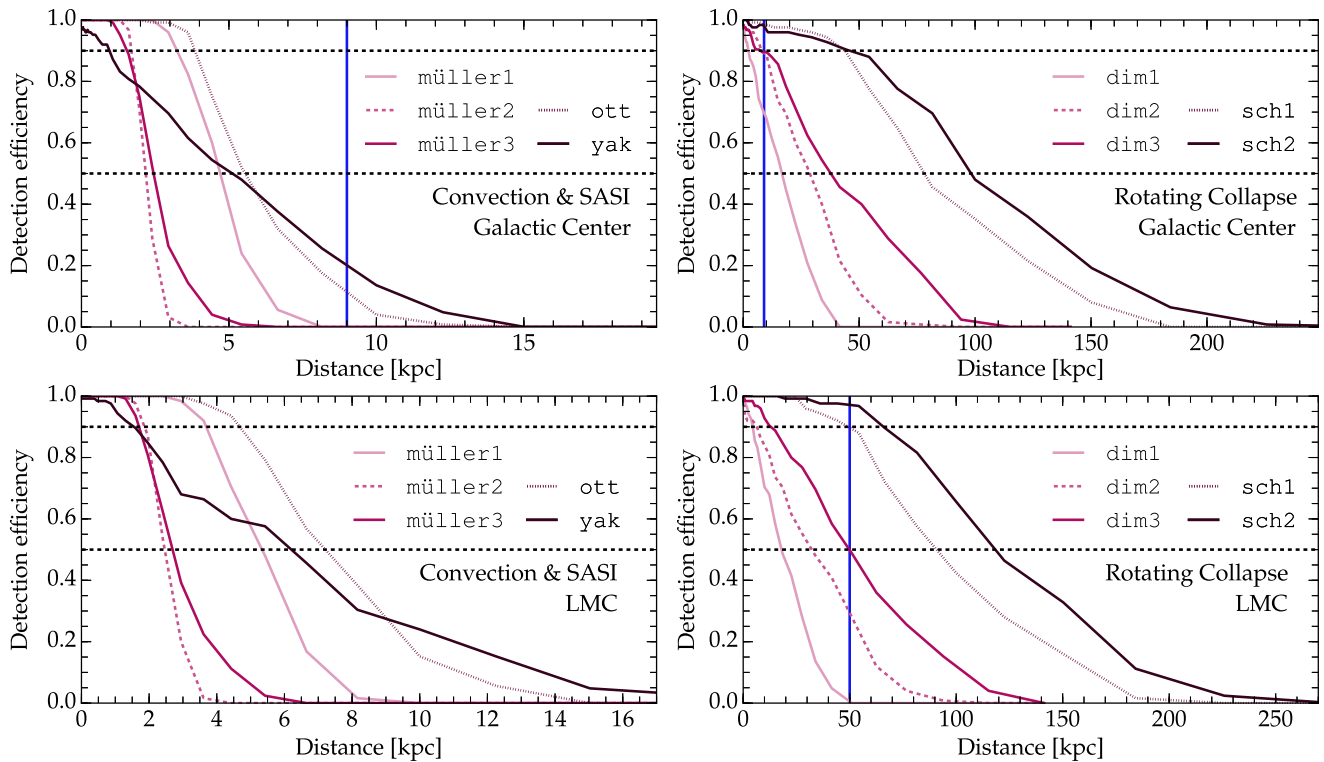 1.0
0.8
0.6
0.4
0.2
0.0
Detection efficiency
müller1
müller2
müller3
ott
yak
Convection & SASI
Galactic Center
0 5 10 15
Distance [kpc]
1.0
0.8
0.6
0.4
0.2
0.0
Detection efficiency
dim1
dim2
dim3
sch1
sch2
Rotating Collapse
Galactic Center
0 50 100 150 200
Distance [kpc]
1.0
0.8
0.6
0.4
0.2
0.0
Detection efficiency
müller1
müller2
müller3
ott
yak
Convection & SASI
LMC
0 2 4 6 8 10 12 14 16
Distance [kpc]
1.0
0.8
0.6
0.4
0.2
0.0
Detection efficiency
dim1
dim2
dim3
sch1
sch2
Rotating Collapse
LMC
0 50 100 150 200 250
Distance [kpc]